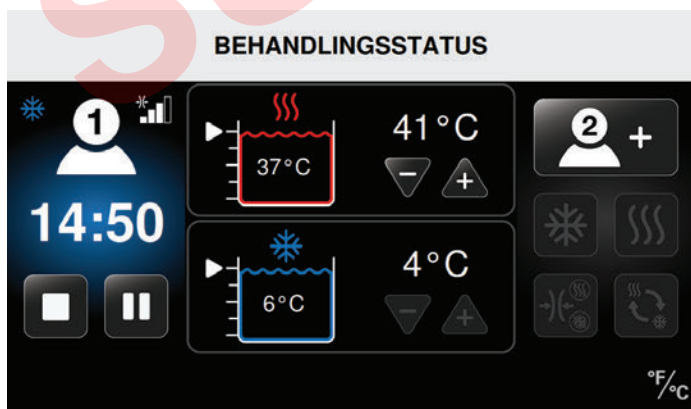 BEHANDLINGSSTATUS
1
14:50
37°C
41°C
- +
6°C
4°C
- +
2 +
°F/°C